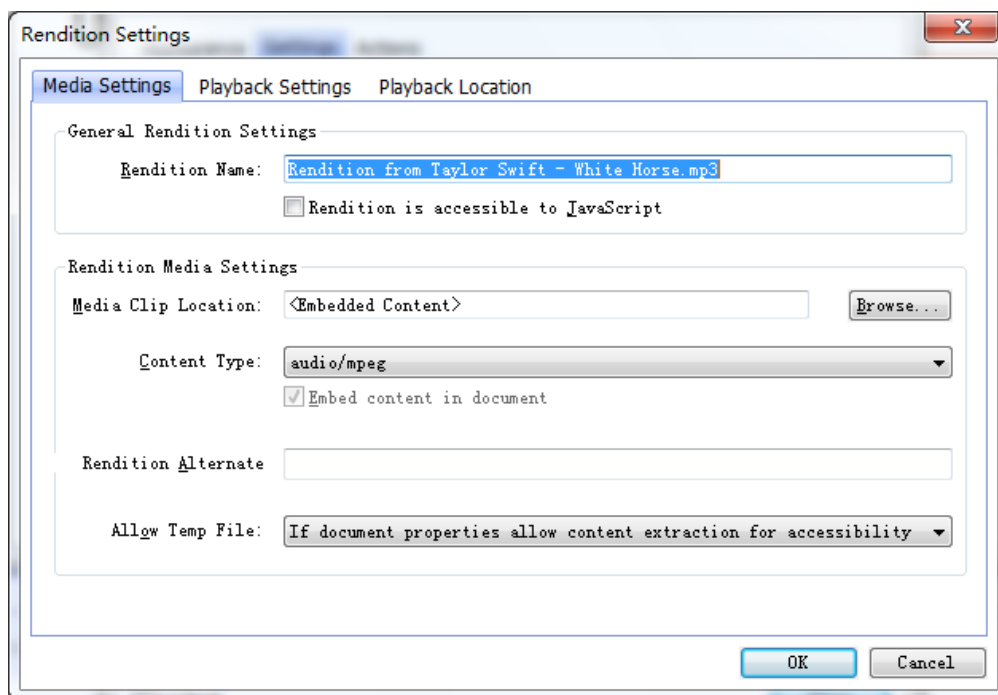 Rendition Settings
Settings Actions
Media Settings Playback Settings Playback Location
General Rendition Settings
Rendition Name: Rendition from Taylor Swift - White Horse.mp3
Rendition is accessible to JavaScript
Rendition Media Settings
Media Clip Location: <Embedded Content> Browse...
Content Type: audio/mpeg
Embed content in document
Rendition Alternate
Allow Temp File: If document properties allow content extraction for accessibility
OK Cancel